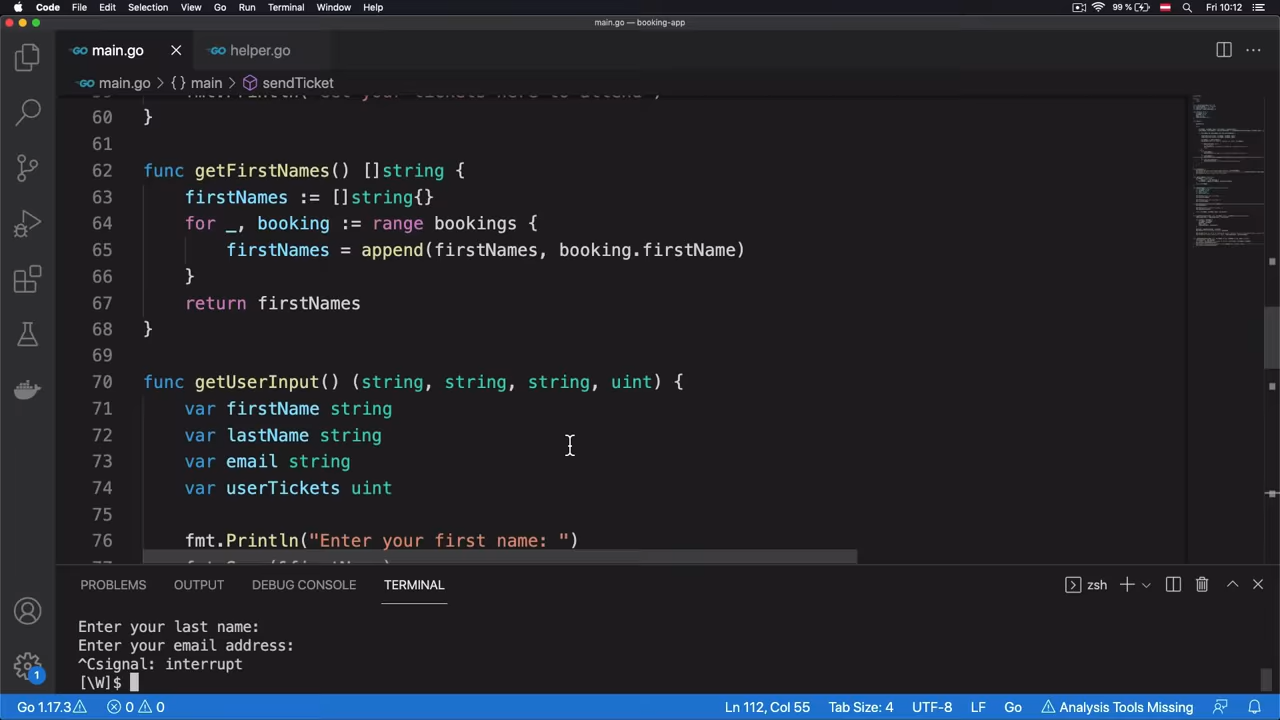 Code File Edit Selection View Go Run Terminal Window Help 99 % Fri 10:12
main.go — booking-app
main.go helper.go
main.go > {} main > sendTicket
60 }
61
62 func getFirstNames() []string {
63 firstNames := []string{}
64 for _, booking := range bookings {
65 firstNames = append(firstNames, booking.firstName)
66 }
67 return firstNames
68 }
69
70 func getUserInput() (string, string, string, uint) {
71 var firstName string
72 var lastName string
73 var email string
74 var userTickets uint
75
76 fmt.Println("Enter your first name: ")
PROBLEMS OUTPUT DEBUG CONSOLE TERMINAL zsh
Enter your last name:
Enter your email address:
^Csignal: interrupt
[\W]$
1
Go 1.17.3 0 0 Ln 112, Col 55 Tab Size: 4 UTF-8 LF Go Analysis Tools Missing